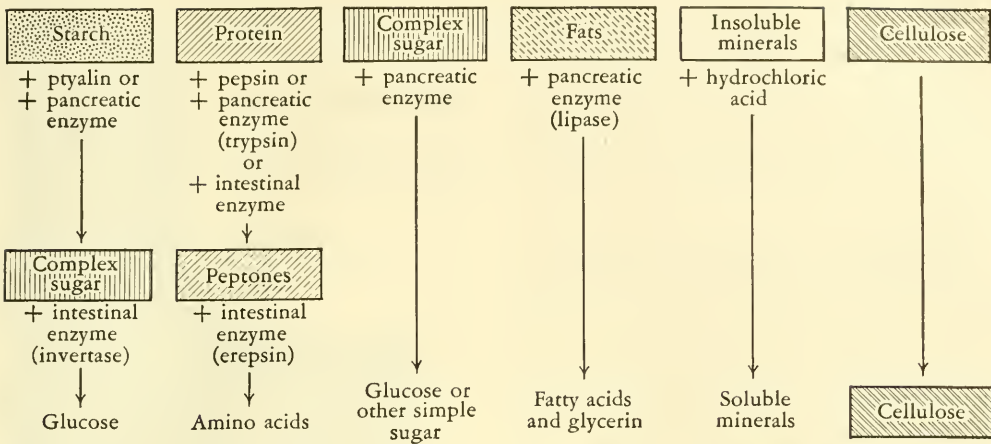 Starch
+ ptyalin or
+ pancreatic
enzyme
Complex
sugar
+ intestinal
enzyme
(invertase)
Glucose
Protein
+ pepsin or
+ pancreatic
enzyme
(trypsin)
or
+ intestinal
enzyme
Peptones
+ intestinal
enzyme
(erepsin)
Amino acids
Complex
sugar
+ pancreatic
enzyme
Glucose or
other simple
sugar
Fats
+ pancreatic
enzyme
(lipase)
Fatty acids
and glycerin
Insoluble
minerals
+ hydrochloric
acid
Soluble
minerals
Cellulose
Cellulose